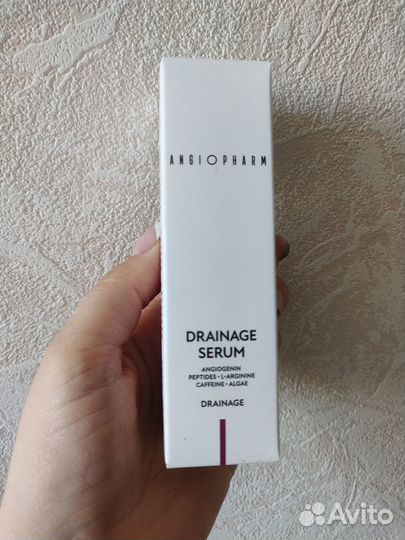 ANGIOPHARM
DRAINAGE
SERUM
ANGIOGENIN
PEPTIDES • L-ARGININE
CAFFEINE • ALGAE
DRAINAGE
Avito